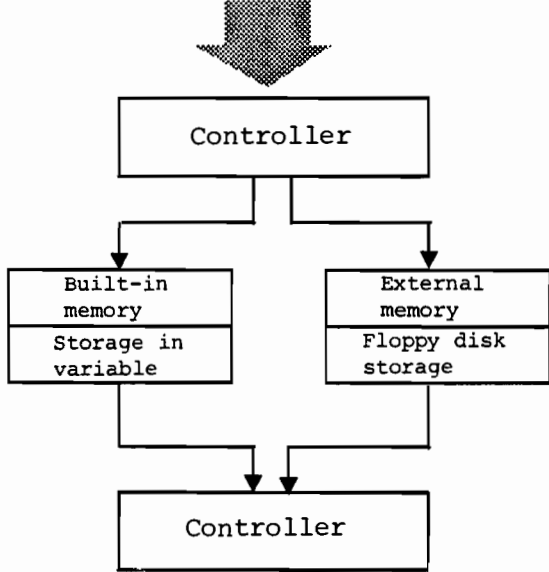 Controller
Built-in
memory
Storage in
variable
External
memory
Floppy disk
storage
Controller